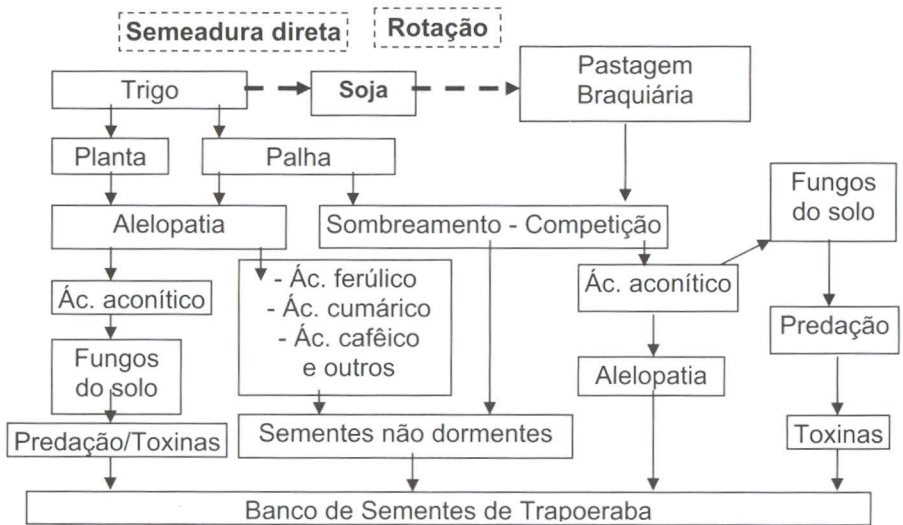 Semeadura direta
Rotação
Trigo
Soja
Pastagem
Braquiária
Planta
Palha
Fungos
do solo
Alelopatia
Sombreamento - Competição
Ác. aconítico
- Ác. ferúlico
- Ác. cumárico
- Ác. cafêico
e outros
Ác. aconítico
Predação
Fungos
do solo
Alelopatia
Predação/Toxinas
Sementes não dormentes
Toxinas
Banco de Sementes de Trapoeraba